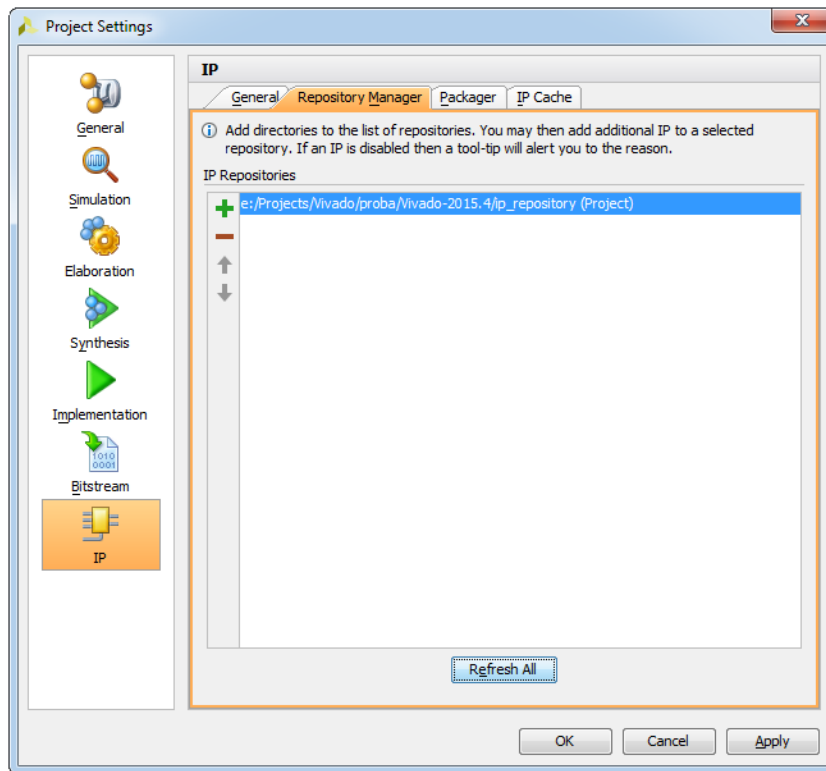 Project Settings
General
Simulation
Elaboration
Synthesis
Implementation
1010
0001
Bitstream
IP
IP
General
Repository Manager
Packager
IP Cache
Add directories to the list of repositories. You may then add additional IP to a selected
repository. If an IP is disabled then a tool-tip will alert you to the reason.
IP Repositories
e:/Projects/Vivado/proba/Vivado-2015.4/ip_repository (Project)
Refresh All
OK
Cancel
Apply